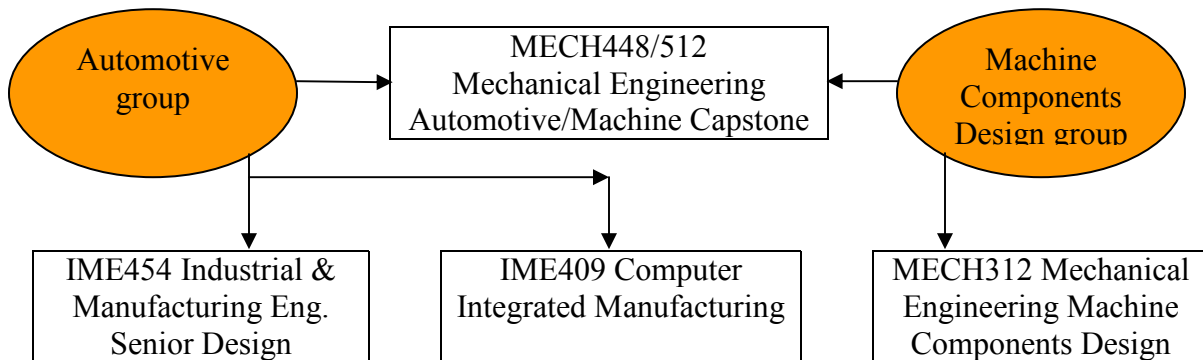 Automotive
group
MECH448/512
Mechanical Engineering
Automotive/Machine Capstone
Machine
Components
Design group
IME454 Industrial &
Manufacturing Eng.
Senior Design
IME409 Computer
Integrated Manufacturing
MECH312 Mechanical
Engineering Machine
Components Design